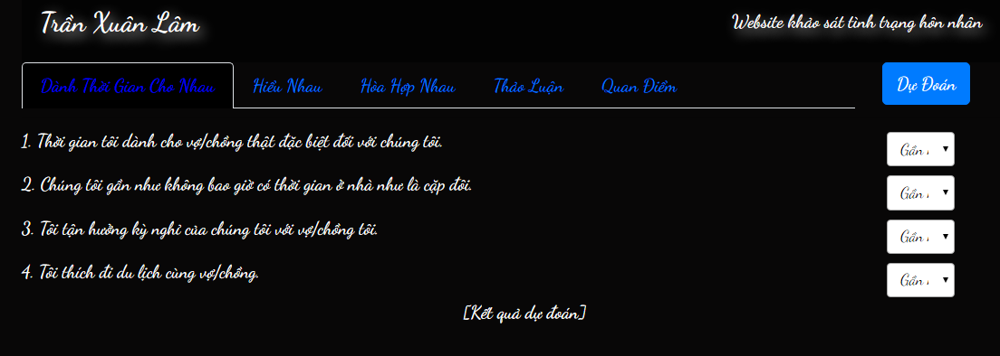 Trần Xuân Lâm
Website khảo sát tình trạng hôn nhân
Dành Thời Gian Cho Nhau
Hiểu Nhau
Hòa Hợp Nhau
Thảo Luận
Quan Điểm
Dự Đoán
1. Thời gian tôi dành cho vợ/chồng thật đặc biệt đối với chúng tôi.
Gần
2. Chúng tôi gần như không bao giờ có thời gian ở nhà như là cặp đôi.
Gần
3. Tôi tận hưởng kỳ nghỉ của chúng tôi với vợ/chồng tôi.
Gần
4. Tôi thích đi du lịch cùng vợ/chồng.
Gần
[Kết quả dự đoán]